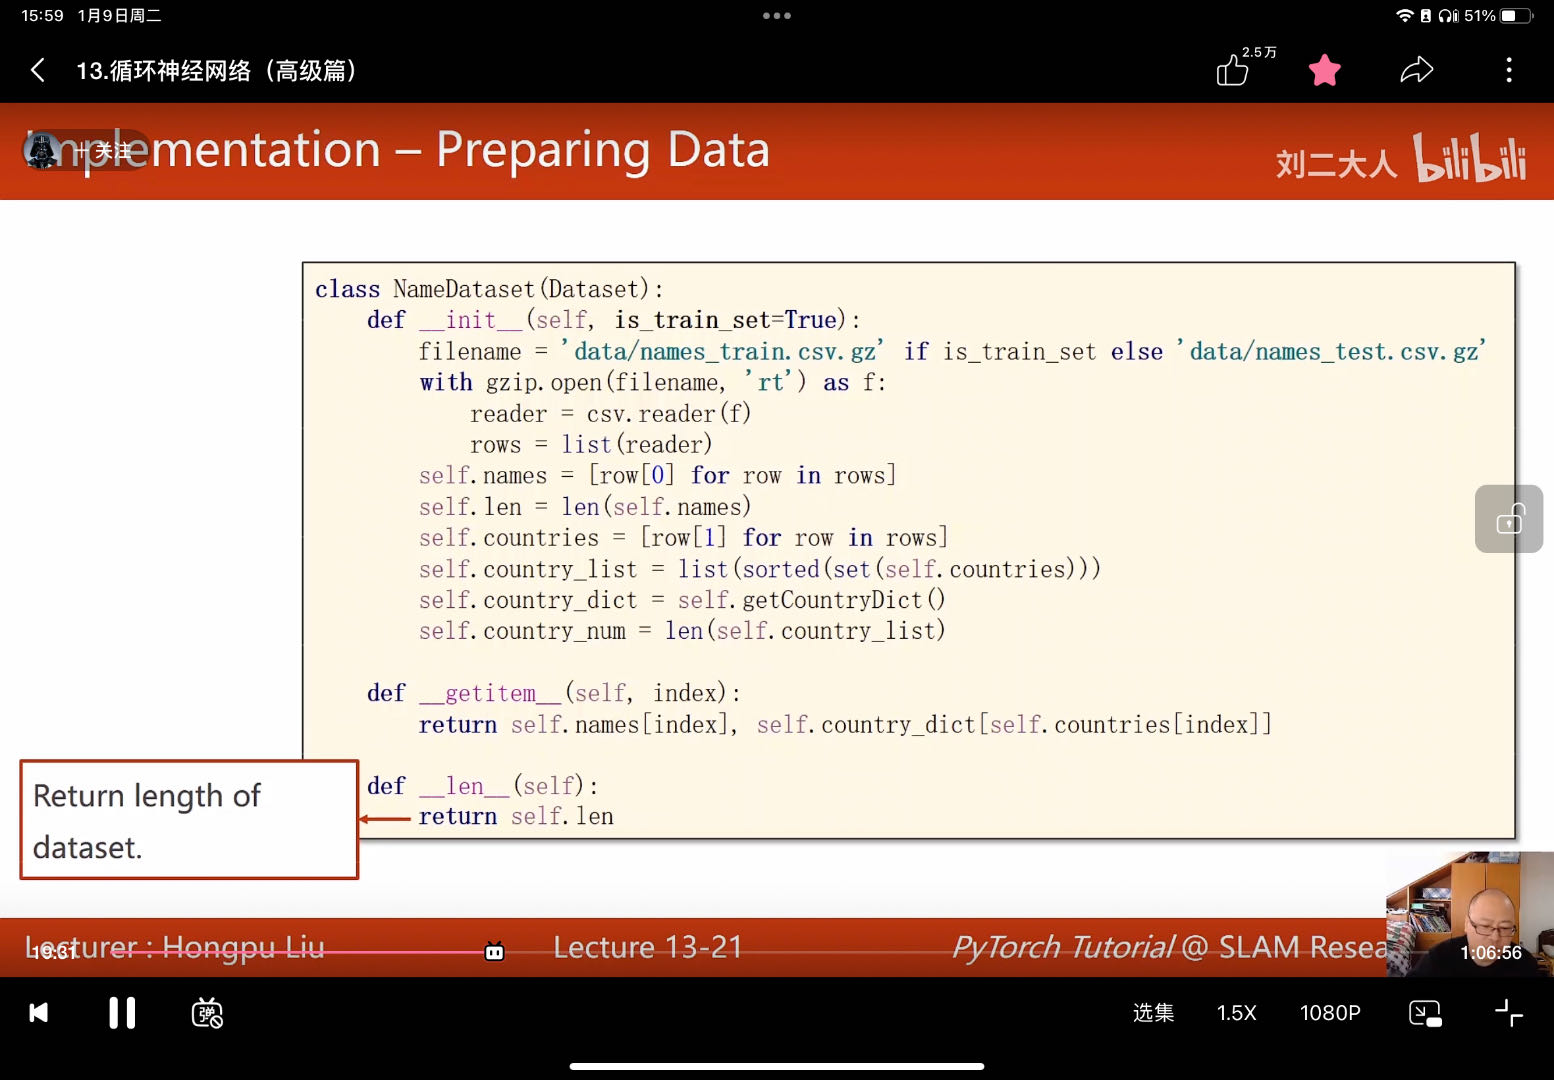 15:59 1月9日周二
51%
13.循环神经网络（高级篇）
2.5万
Implementation – Preparing Data
+ 关注
刘二大人 bilibili
class NameDataset(Dataset):
def __init__(self, is_train_set=True):
filename = 'data/names_train.csv.gz' if is_train_set else 'data/names_test.csv.gz'
with gzip.open(filename, 'rt') as f:
reader = csv.reader(f)
rows = list(reader)
self.names = [row[0] for row in rows]
self.len = len(self.names)
self.countries = [row[1] for row in rows]
self.country_list = list(sorted(set(self.countries)))
self.country_dict = self.getCountryDict()
self.country_num = len(self.country_list)
def __getitem__(self, index):
return self.names[index], self.country_dict[self.countries[index]]
def __len__(self):
return self.len
Return length of
dataset.
Lecturer : Hongpu Liu
Lecture 13-21
PyTorch Tutorial @ SLAM Resea
19:31
1:06:56
弹
选集 1.5X 1080P